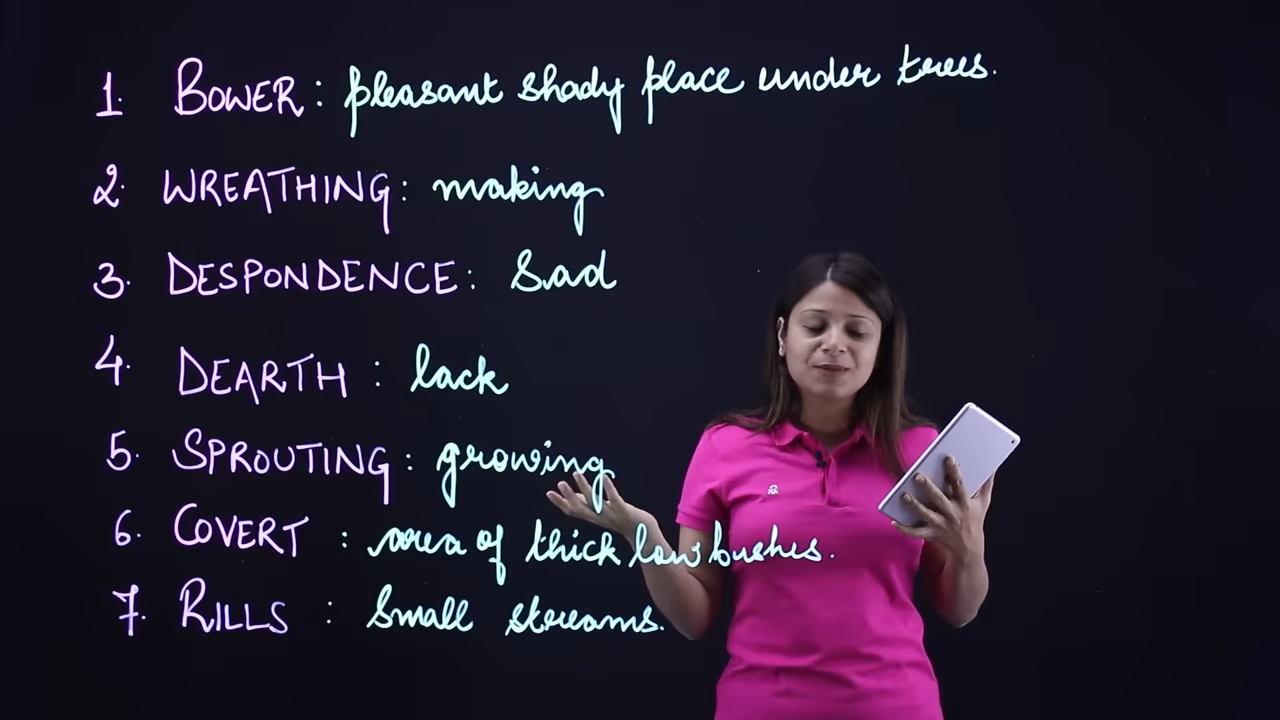 1. BOWER : pleasant shady place under trees.
2. WREATHING : making
3. DESPONDENCE : Sad
4. DEARTH : lack
5. SPROUTING : growing
6. COVERT : area of thick low bushes.
7. RILLS : Small streams.